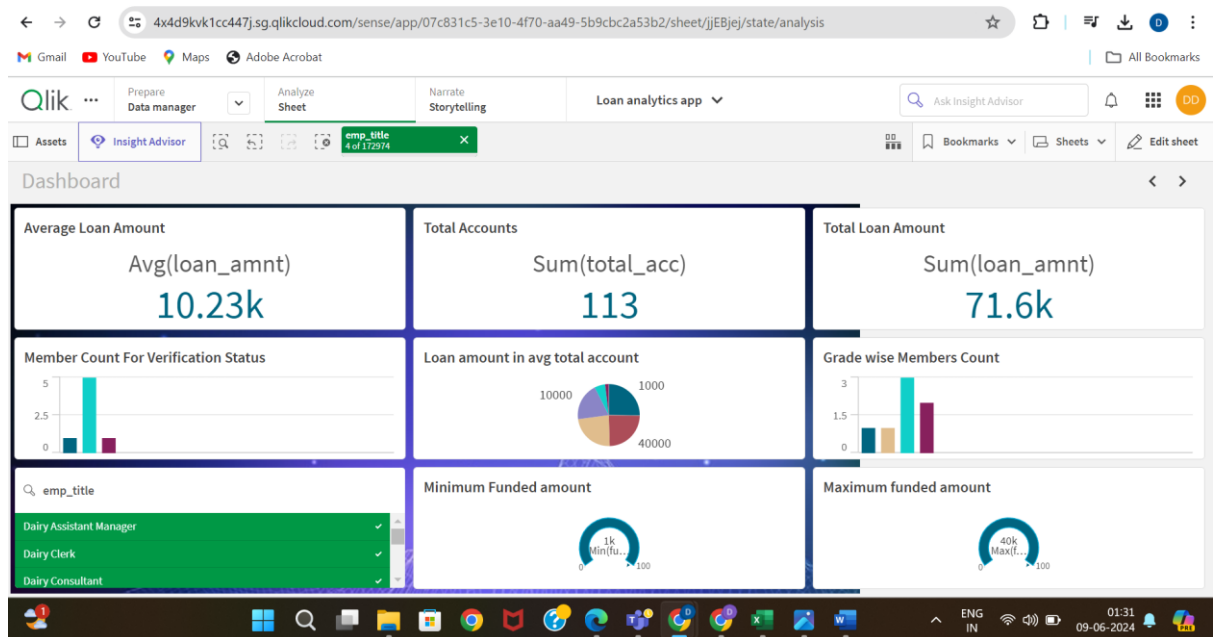 4x4d9kvk1cc447j.sg.qlikcloud.com/sense/app/07c831c5-3e10-4f70-aa49-5b9cbc2a53b2/sheet/jjEBjej/state/analysis
D
Gmail YouTube Maps Adobe Acrobat All Bookmarks
Qlik
Prepare
Data manager
Analyze
Sheet
Narrate
Storytelling
Loan analytics app
Ask Insight Advisor
DD
Assets Insight Advisor
emp_title
4 of 172974
Bookmarks Sheets Edit sheet
Dashboard
Average Loan Amount
Avg(loan_amnt)
10.23k
Total Accounts
Sum(total_acc)
113
Total Loan Amount
Sum(loan_amnt)
71.6k
Member Count For Verification Status
5
2.5
0
Loan amount in avg total account
10000
1000
40000
Grade wise Members Count
3
1.5
0
emp_title
Dairy Assistant Manager
Dairy Clerk
Dairy Consultant
Minimum Funded amount
1k
Min(fu...
0 100
Maximum funded amount
40k
Max(f...
0 100
1
ENG
IN
01:31
09-06-2024
PRE